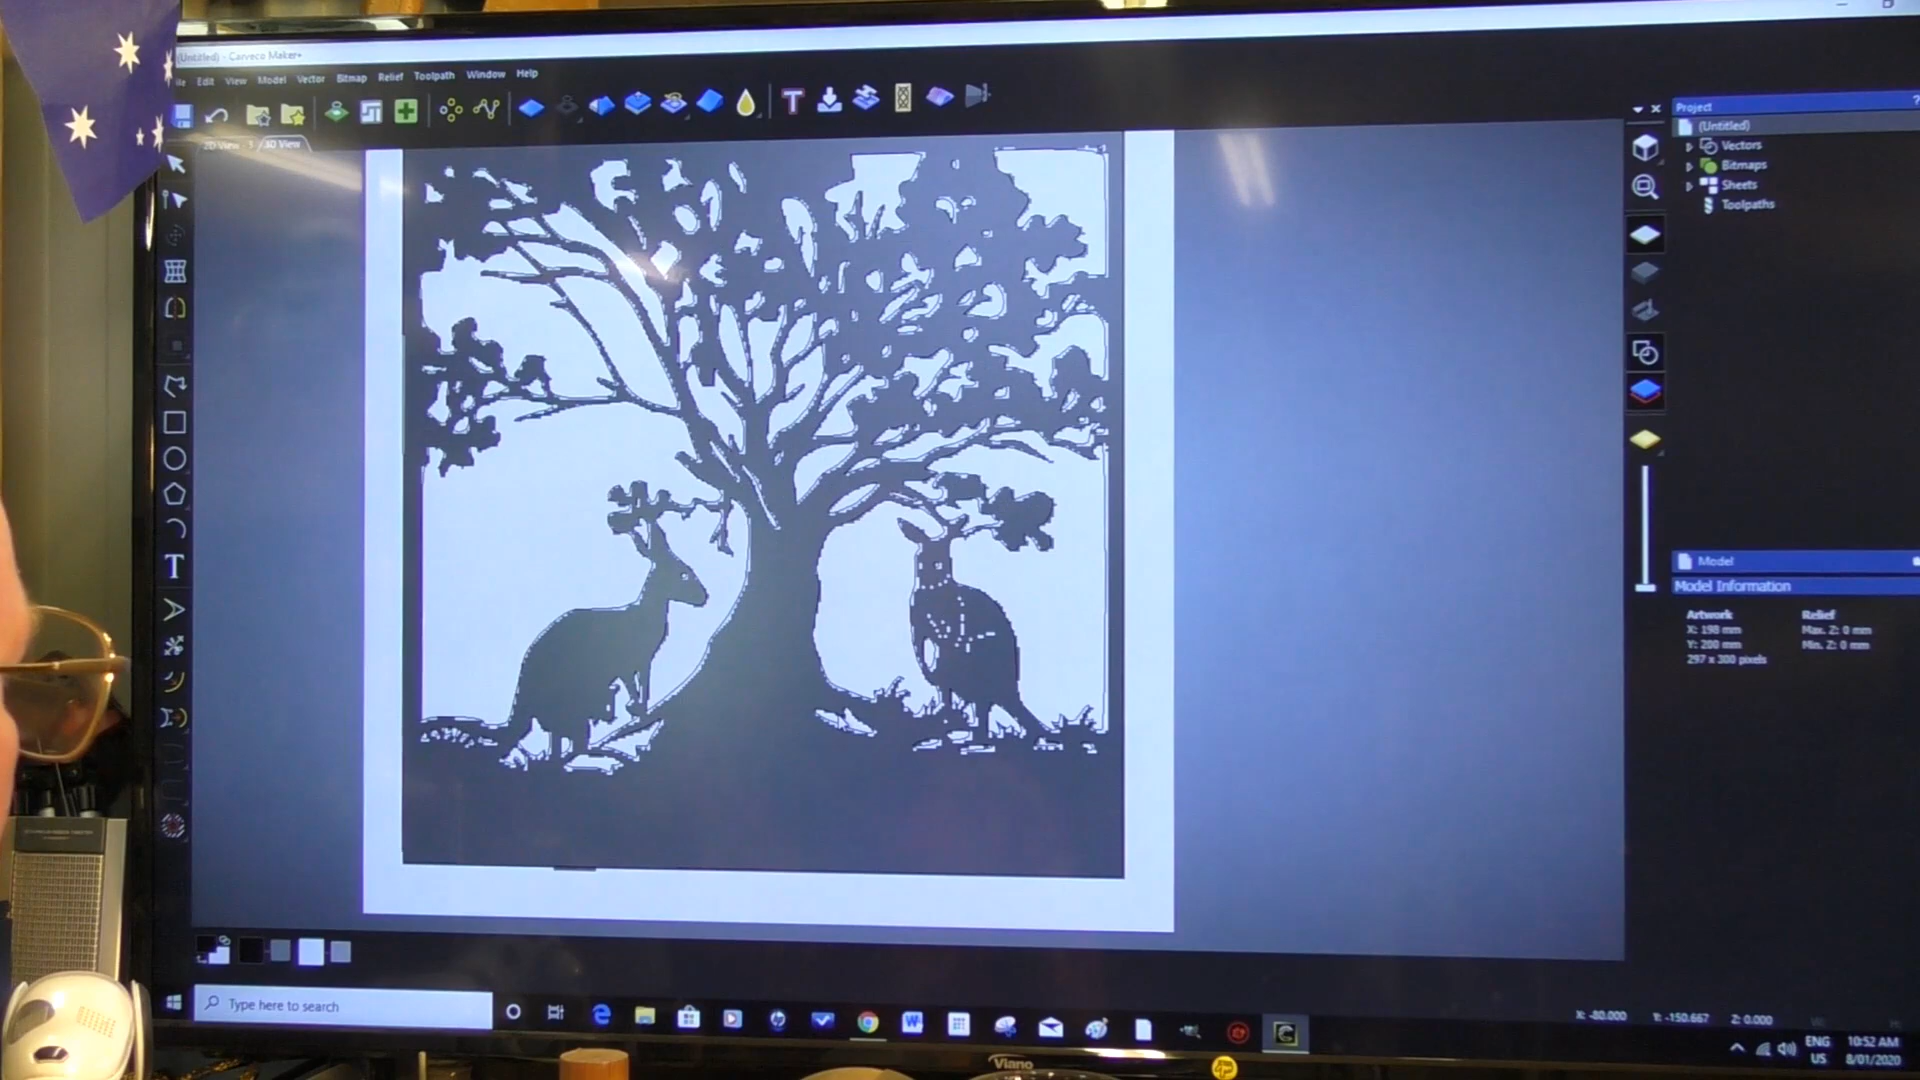 (Untitled) - Carveco Maker+
Edit View Model Vector Bitmap Relief Toolpath Window Help
2D View - 3 3D View
Project
(Untitled)
Vectors
Bitmaps
Sheets
Toolpaths
Model
Model Information
Artwork
X: 198 mm
Y: 200 mm
297 x 300 pixels
Relief
Max. Z: 0 mm
Min. Z: 0 mm
X: -80.000 Y: -150.667 Z: 0.000
Type here to search
ENG
US
10:52 AM
8/01/2020
Viano